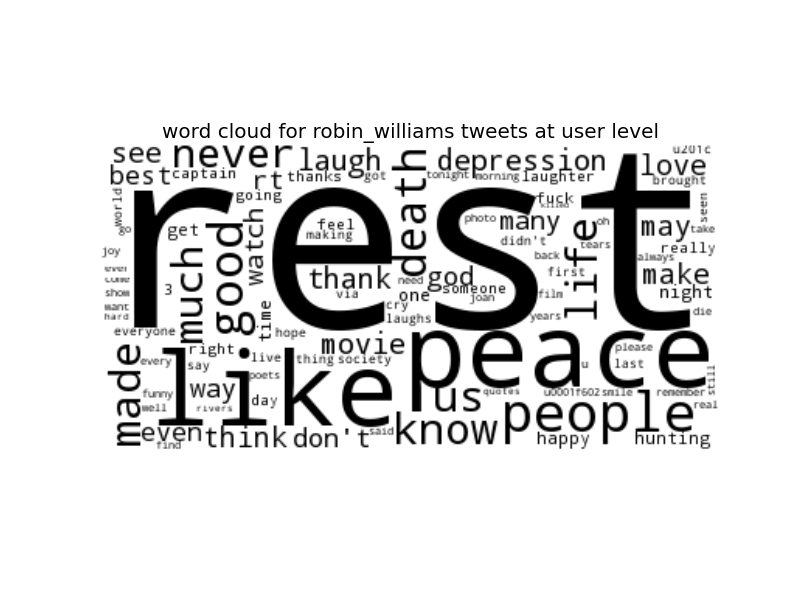 word cloud for robin_williams tweets at user level
see never laugh depression love u201c
best captain rt thanks got tonight morning laughter brought
world going death fuck killed seen
go get watch feel making photo many oh may take
rest
joy good didn't tears really
ever much thank need god back life always
come 3 via one someone first make
show want cry joan film night
hard time laughs years die
everyone hope movie peace
made every right live thing society please
like say us u last still
funny way poets quotes u0001f602 smile remember
well rivers day know people real
even think don't said happy hunting
find